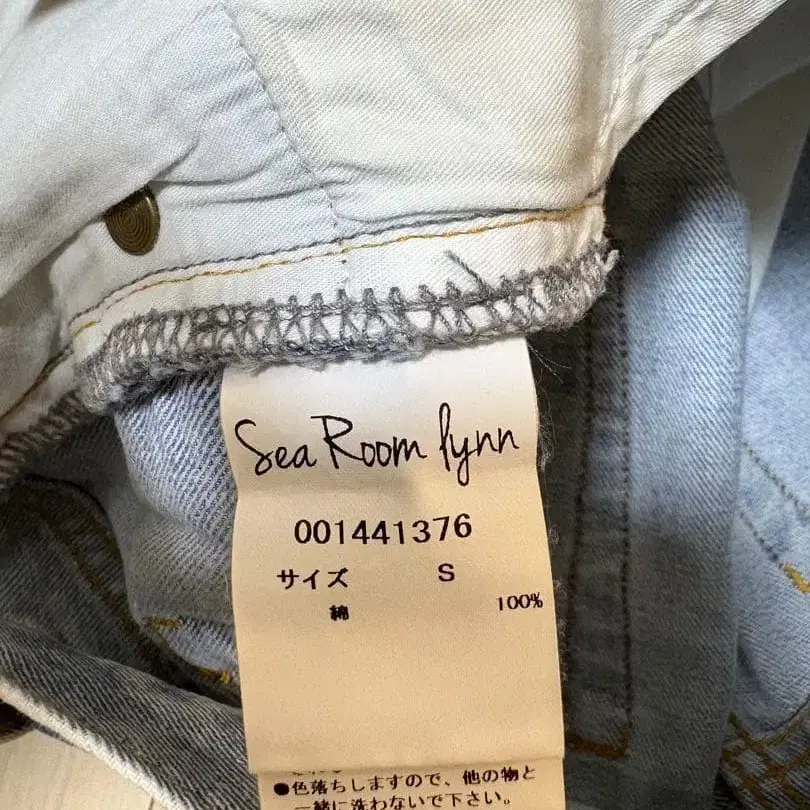 Sea Room lynn
001441376
サイズ S
綿 100%
●色落ちしますので、他の物と
一緒に洗わないで下さい。